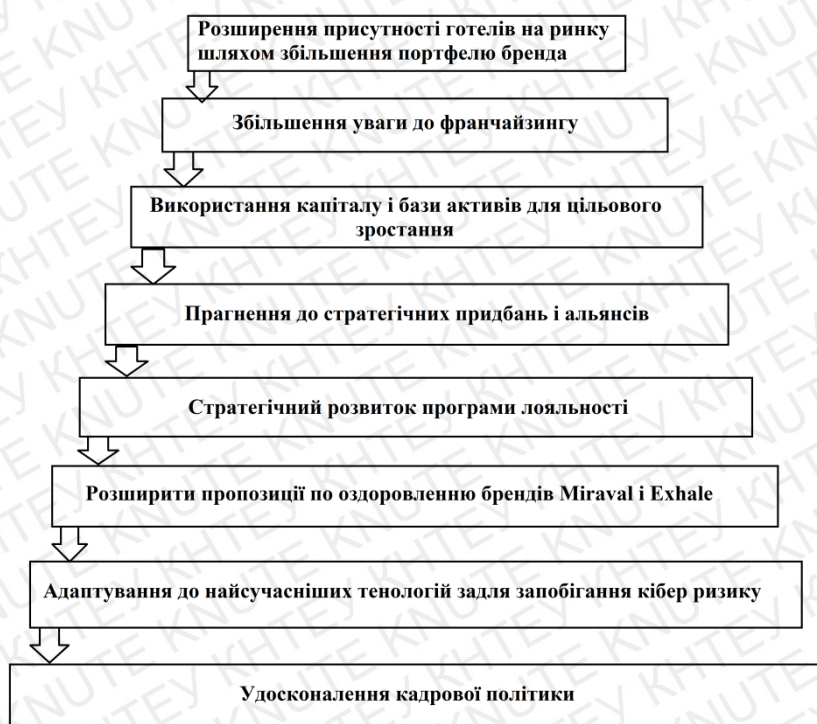 Розширення присутності готелів на ринку
шляхом збільшення портфелю бренда
Збільшення уваги до франчайзингу
Використання капіталу і бази активів для цільового
зростання
Прагнення до стратегічних придбань і альянсів
Стратегічний розвиток програми лояльності
Розширити пропозиції по оздоровленню брендів Miraval і Exhale
Адаптування до найсучасніших тенологій задля запобігання кібер ризику
Удосконалення кадрової політики